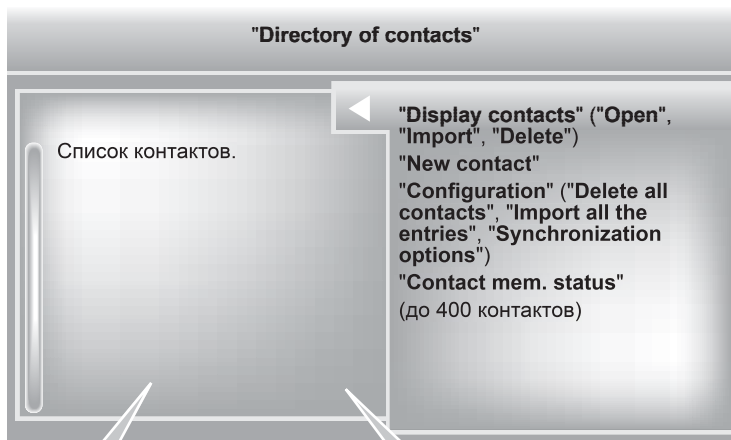 "Directory of contacts"
Список контактов.
"Display contacts" ("Open",
"Import", "Delete")
"New contact"
"Configuration" ("Delete all
contacts", "Import all the
entries", "Synchronization
options")
"Contact mem. status"
(до 400 контактов)